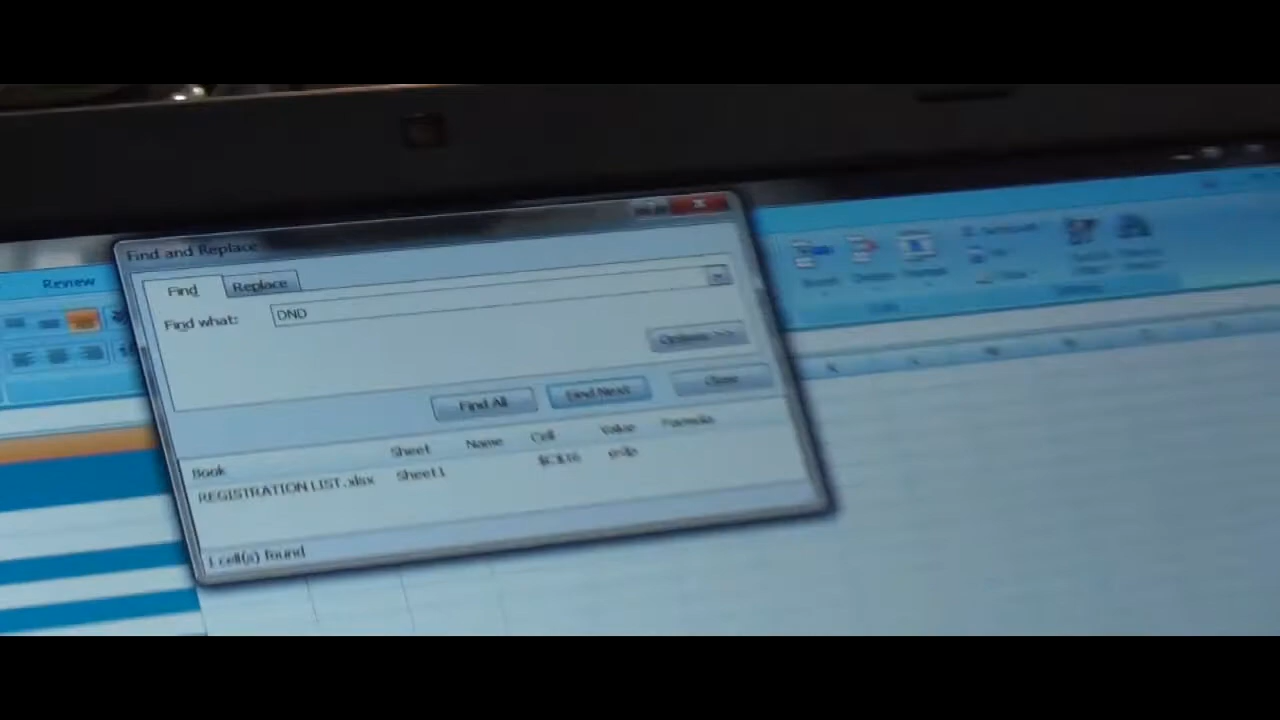 Find and Replace
Review
Find
Replace
Find what:
DND
Options >>
Find All
Find Next
Close
Book
Sheet
Name
Cell
Value
Formula
REGISTRATION LIST.xlsx
Sheet1
1 cell(s) found